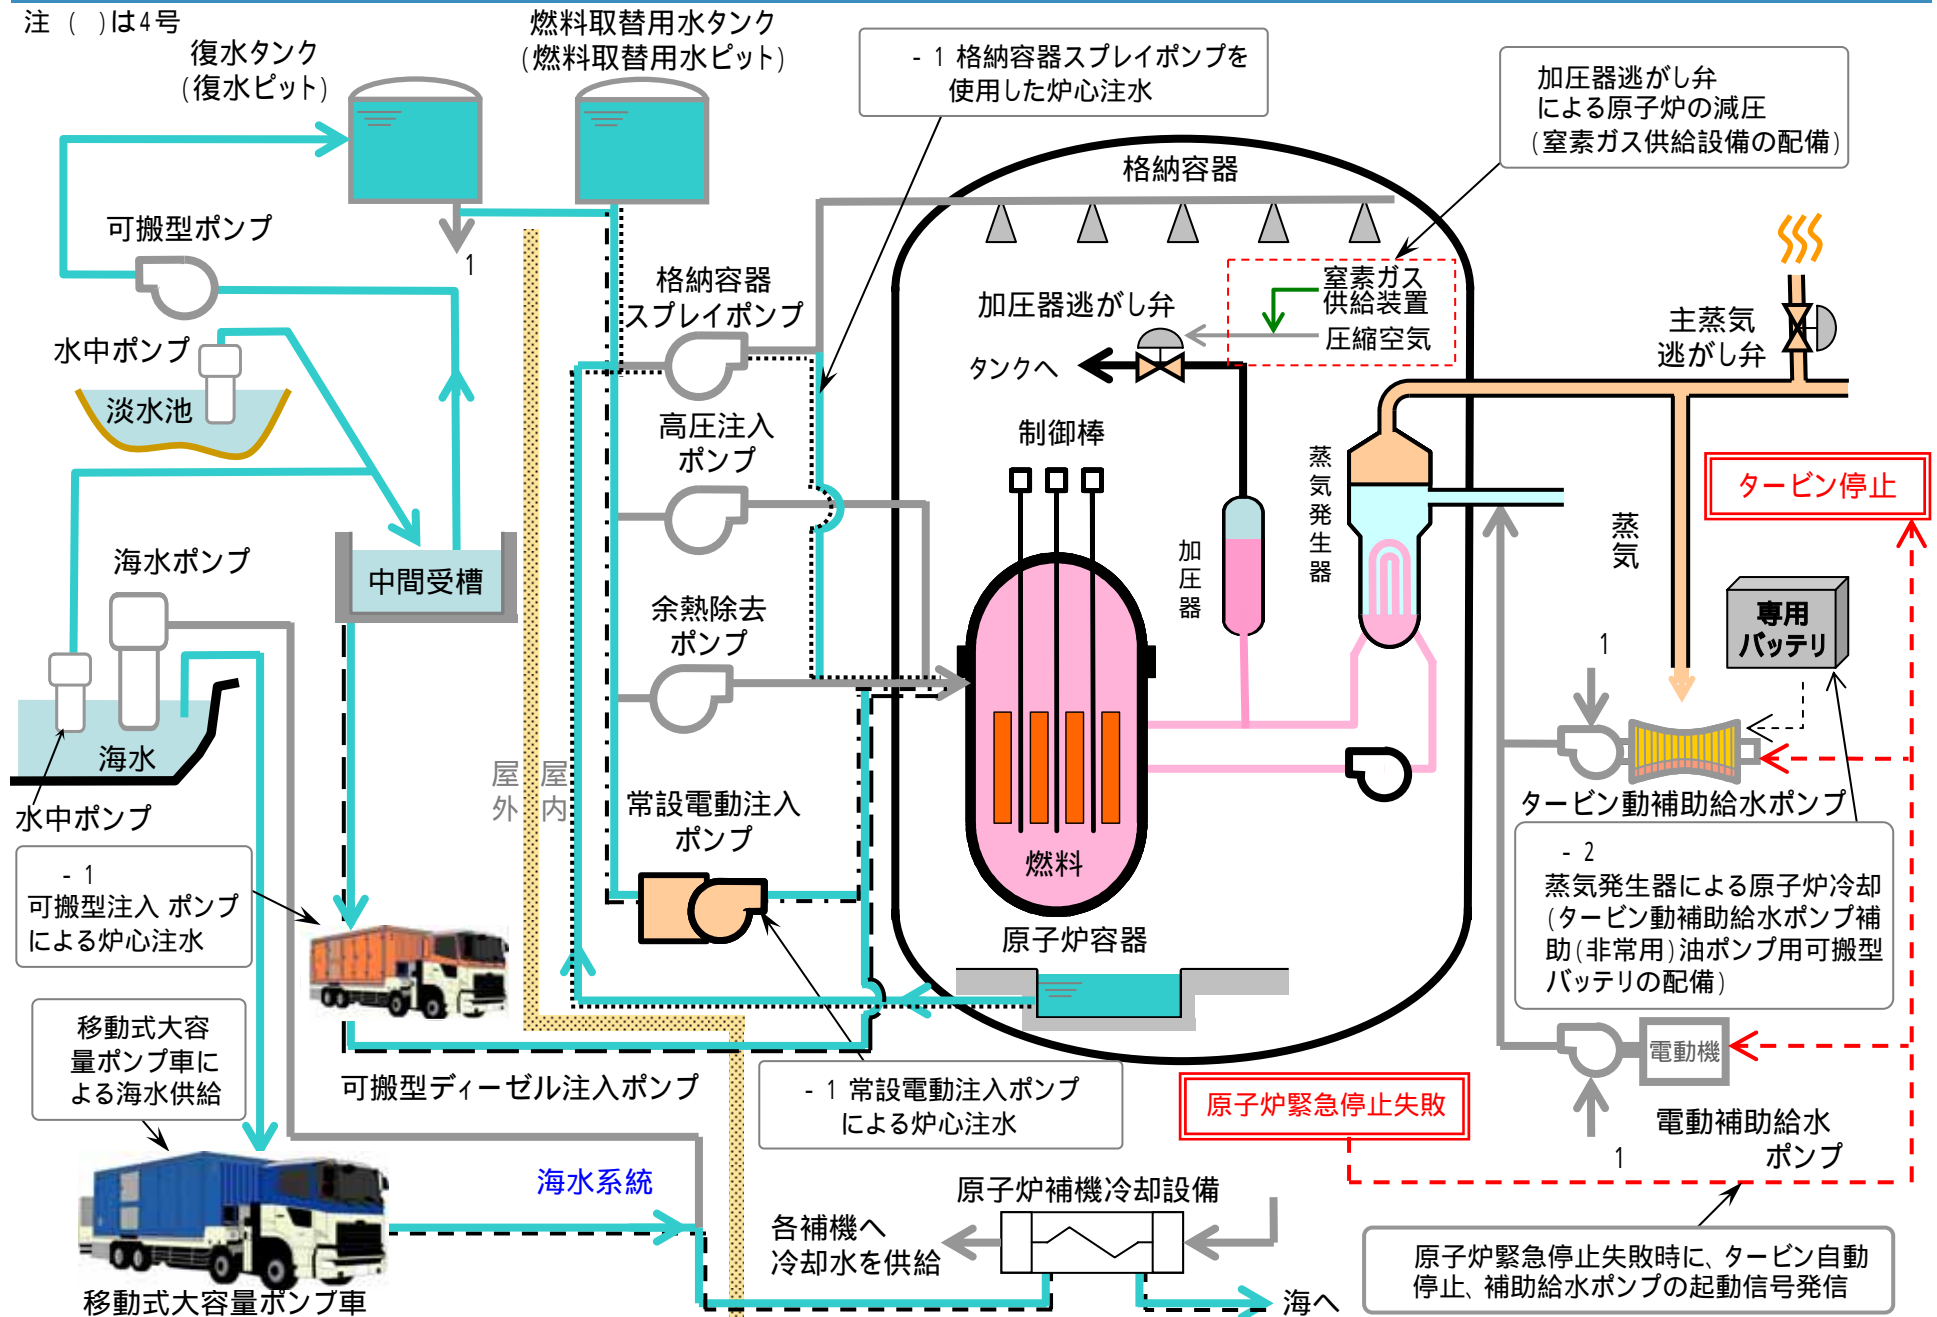 注 ( )は4号
復水タンク
(復水ピット)
燃料取替用水タンク
(燃料取替用水ピット)
- 1 格納容器スプレイポンプを
使用した炉心注水
加圧器逃がし弁
による原子炉の減圧
(窒素ガス供給設備の配備)
格納容器
可搬型ポンプ
1
格納容器
スプレイポンプ
加圧器逃がし弁
窒素ガス
供給装置
圧縮空気
タンクへ
主蒸気
逃がし弁
水中ポンプ
淡水池
高圧注入
ポンプ
制御棒
蒸気発生器
タービン停止
蒸気
海水ポンプ
中間受槽
加圧器
余熱除去
ポンプ
専用
バッテリ
1
海水
水中ポンプ
屋外
屋内
常設電動注入
ポンプ
燃料
原子炉容器
タービン動補助給水ポンプ
- 1
可搬型注入 ポンプ
による炉心注水
- 2
蒸気発生器による原子炉冷却
(タービン動補助給水ポンプ補
助(非常用)油ポンプ用可搬型
バッテリの配備)
移動式大容
量ポンプ車に
よる海水供給
可搬型ディーゼル注入ポンプ
- 1 常設電動注入ポンプ
による炉心注水
原子炉緊急停止失敗
電動機
電動補助給水
ポンプ
1
海水系統
原子炉補機冷却設備
各補機へ
冷却水を供給
海へ
移動式大容量ポンプ車
原子炉緊急停止失敗時に、タービン自動
停止、補助給水ポンプの起動信号発信